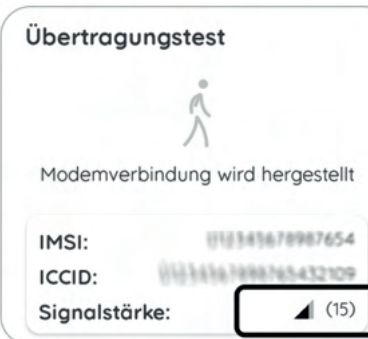 Übertragungstest
Modemverbindung wird hergestellt
IMSI:
ICCID:
Signalstärke: (15)